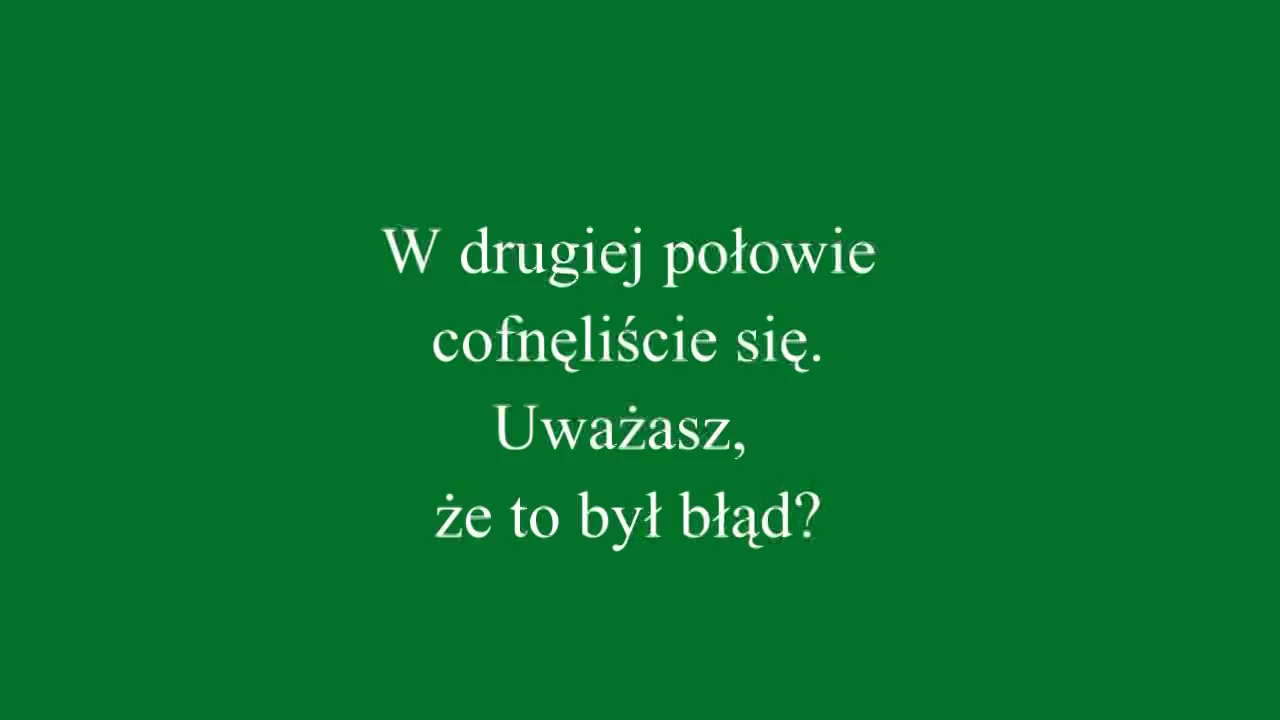 W drugiej połowie
cofnęliście się.
Uważasz,
że to był błąd?